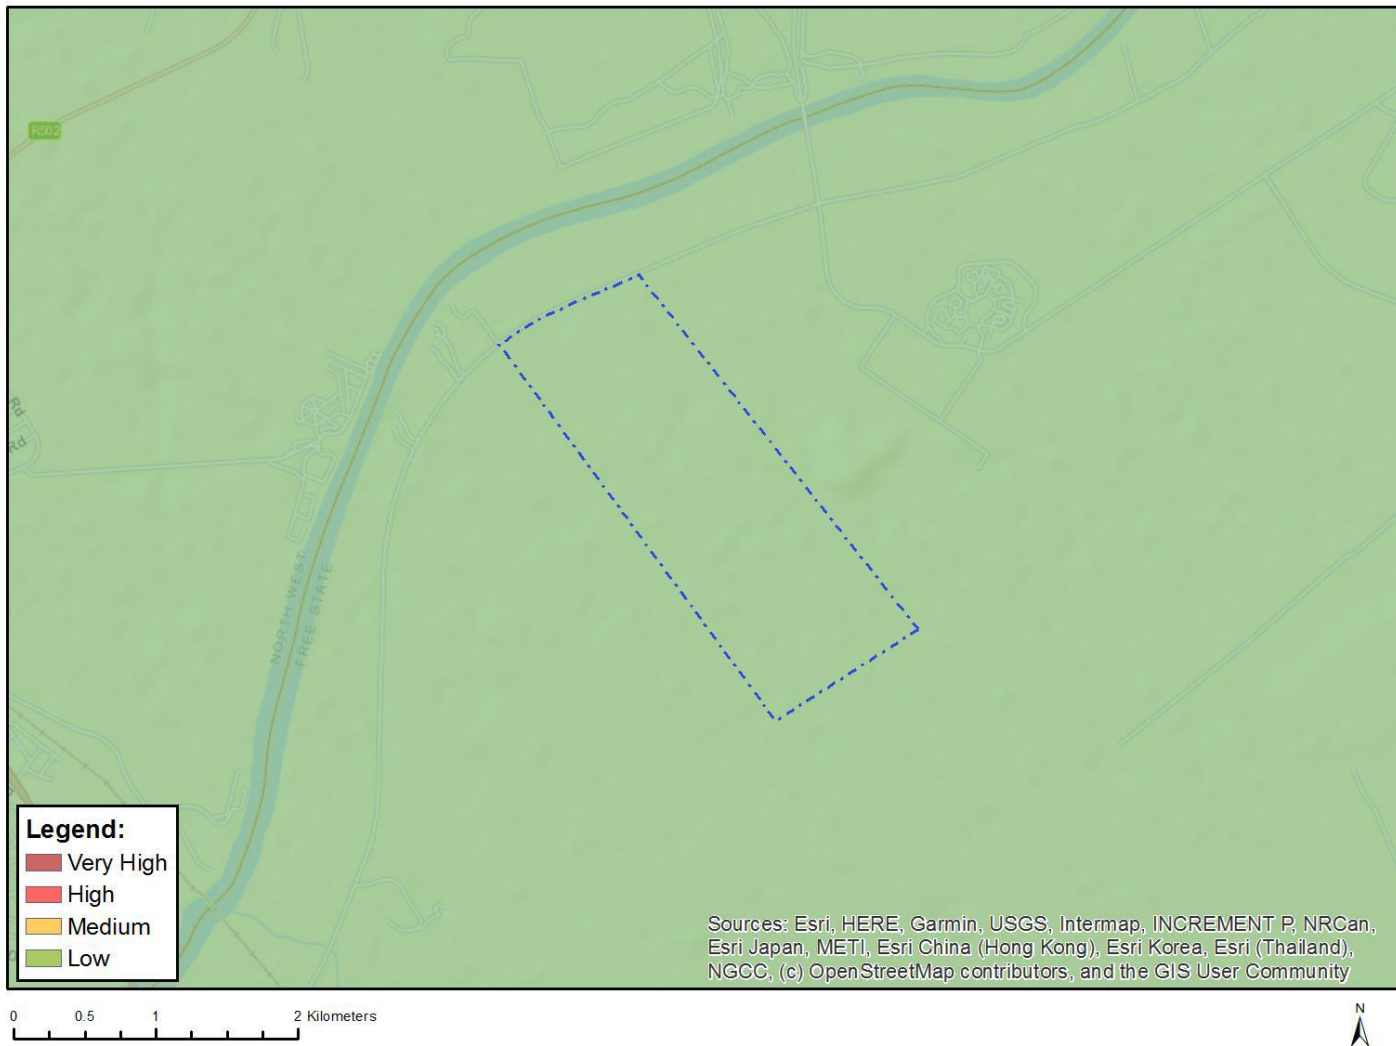 R502
Rd
Rd
NORTH WEST
FREE STATE
Legend:
Very High
High
Medium
Low
Sources: Esri, HERE, Garmin, USGS, Intermap, INCREMENT P, NRCan,
Esri Japan, METI, Esri China (Hong Kong), Esri Korea, Esri (Thailand),
NGCC, (c) OpenStreetMap contributors, and the GIS User Community
0 0.5 1 2 Kilometers
N